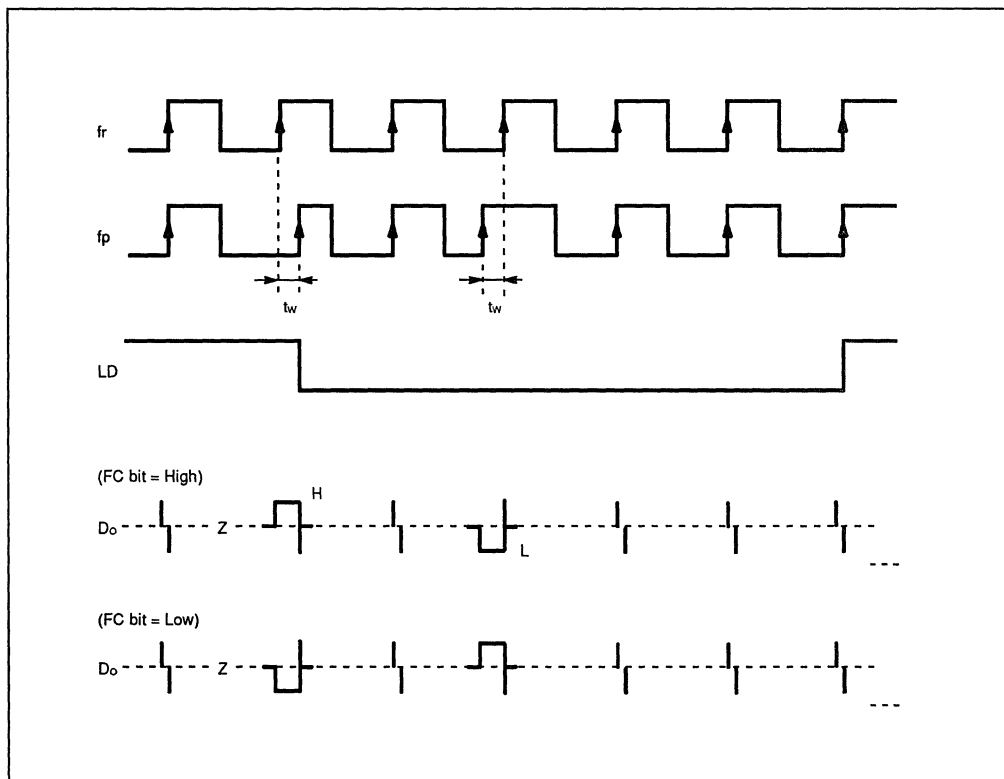 fr
fp
tw tw
LD
(FC bit = High)
H
Do Z
L
(FC bit = Low)
Do Z